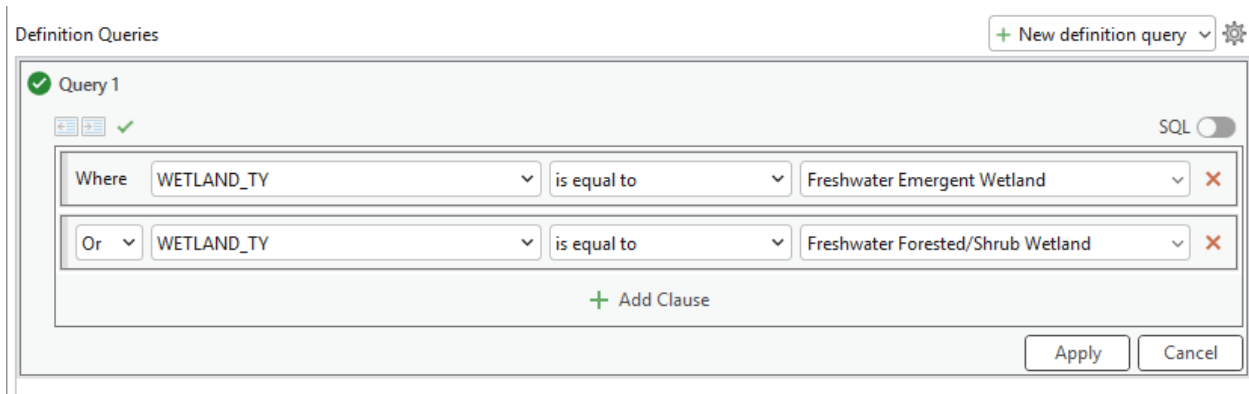 Definition Queries + New definition query
Query 1
SQL
Where WETLAND_TY is equal to Freshwater Emergent Wetland
Or WETLAND_TY is equal to Freshwater Forested/Shrub Wetland
+ Add Clause
Apply Cancel